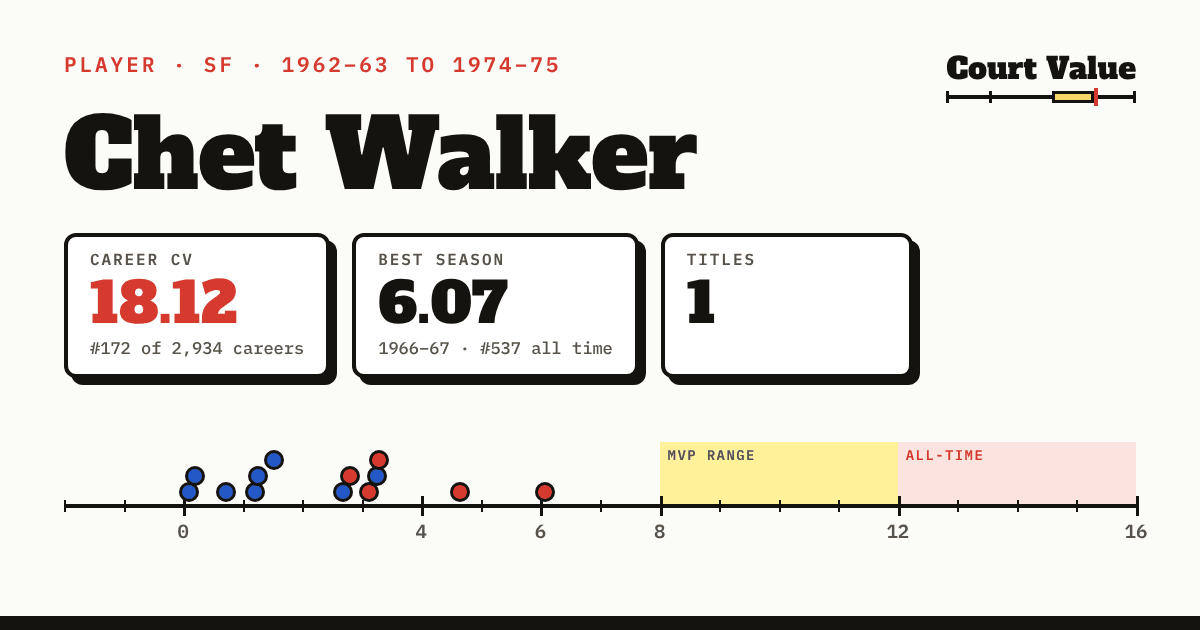 PLAYER · SF · 1962–63 TO 1974–75
Court Value
Chet Walker
CAREER CV
18.12
#172 of 2,934 careers
BEST SEASON
6.07
1966–67 · #537 all time
TITLES
1
MVP RANGE
ALL-TIME
0
4
6
8
12
16